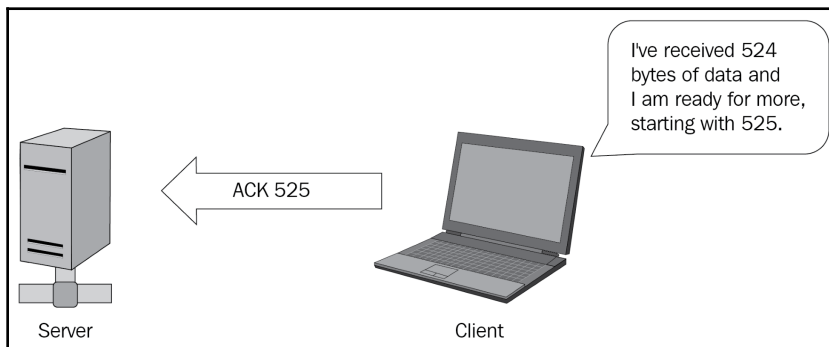 I've received 524
bytes of data and
I am ready for more,
starting with 525.
ACK 525
Server
Client